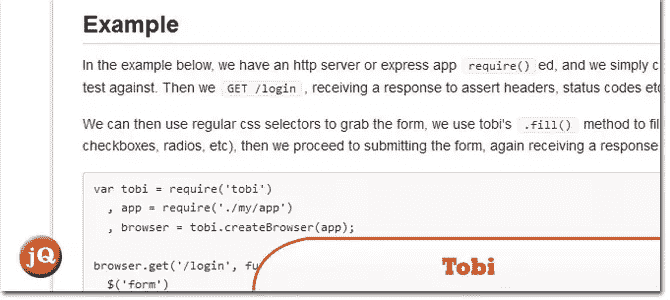 Example
In the example below, we have an http server or express app require() ed, and we simply c
test against. Then we GET /login , receiving a response to assert headers, status codes etc
We can then use regular css selectors to grab the form, we use tobi's .fill() method to fil
checkboxes, radios, etc), then we proceed to submitting the form, again receiving a response
var tobi = require('tobi')
, app = require('./my/app')
, browser = tobi.createBrowser(app);
browser.get('/login', fu
$('form')
jQ
Tobi